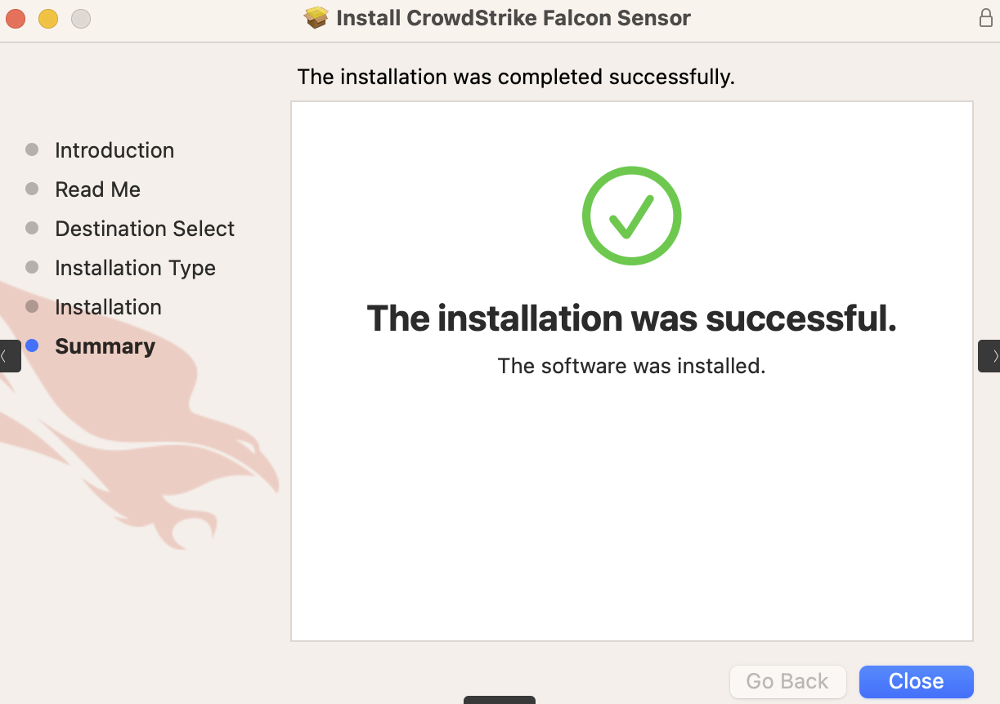 Install CrowdStrike Falcon Sensor
The installation was completed successfully.
Introduction
Read Me
Destination Select
Installation Type
Installation
Summary
The installation was successful.
The software was installed.
Go Back
Close